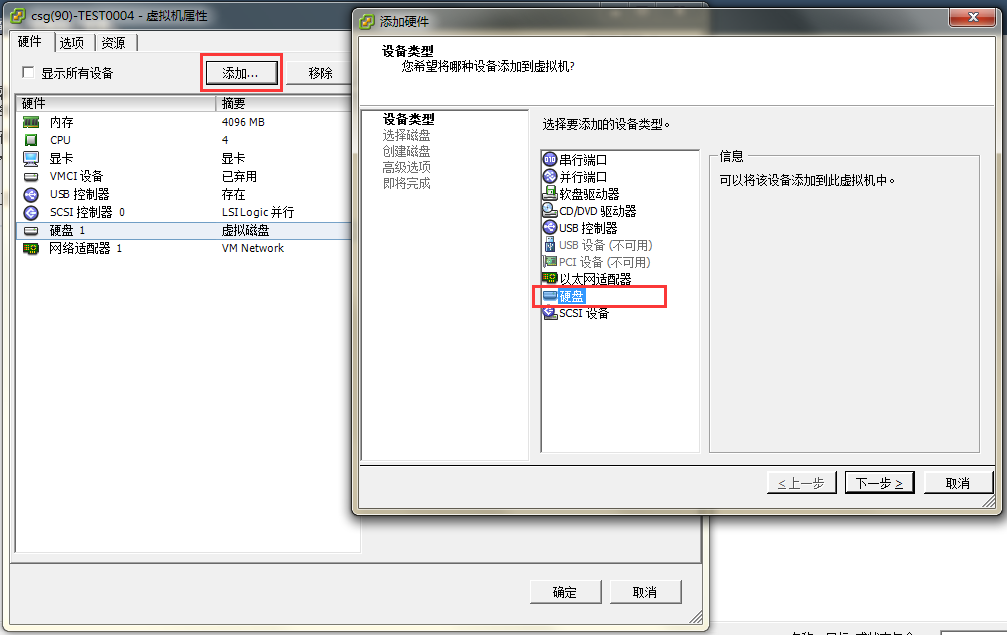 csg(90)-TEST0004 - 虚拟机属性
硬件 选项 资源
显示所有设备 添加... 移除
硬件 摘要
内存 4096 MB
CPU 4
显卡 显卡
VMCI 设备 已弃用
USB 控制器 存在
SCSI 控制器 0 LSI Logic 并行
硬盘 1 虚拟磁盘
网络适配器 1 VM Network
确定 取消
添加硬件
设备类型
您希望将哪种设备添加到虚拟机?
设备类型
选择磁盘
创建磁盘
高级选项
即将完成
选择要添加的设备类型。
串行端口
并行端口
软盘驱动器
CD/DVD 驱动器
USB 控制器
USB 设备 (不可用)
PCI 设备 (不可用)
以太网适配器
硬盘
SCSI 设备
信息
可以将该设备添加到此虚拟机中。
< 上一步 下一步 > 取消